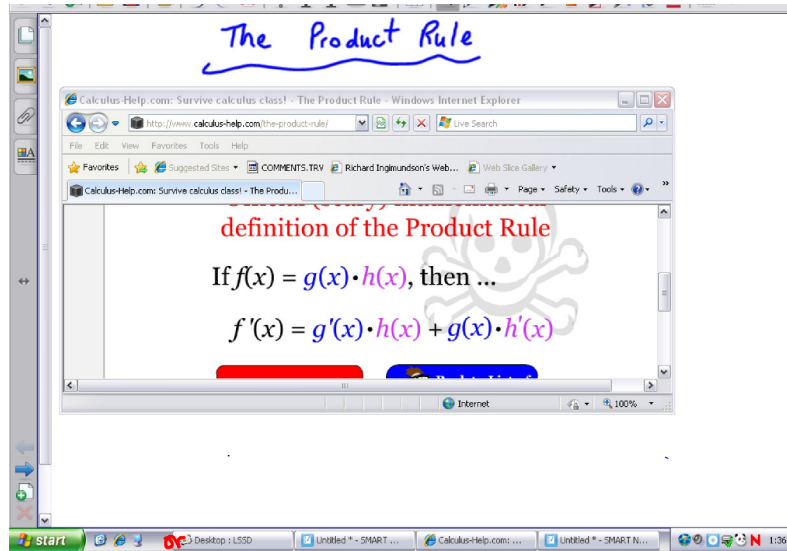 The Product Rule
Calculus-Help.com: Survive calculus class! - The Product Rule - Windows Internet Explorer
http://www.calculus-help.com/the-product-rule/
Live Search
File Edit View Favorites Tools Help
Favorites Suggested Sites COMMENTS.TRV Richard Ingimundson's Web... Web Slice Gallery
Calculus-Help.com: Survive calculus class! - The Produ... Page Safety Tools
definition of the Product Rule
If f(x) = g(x)·h(x), then ...
f '(x) = g'(x)·h(x) + g(x)·h'(x)
Internet 100%
start Desktop : LSSD Untitled * - SMART ... Calculus-Help.com: ... Untitled * - SMART N... N 1:36